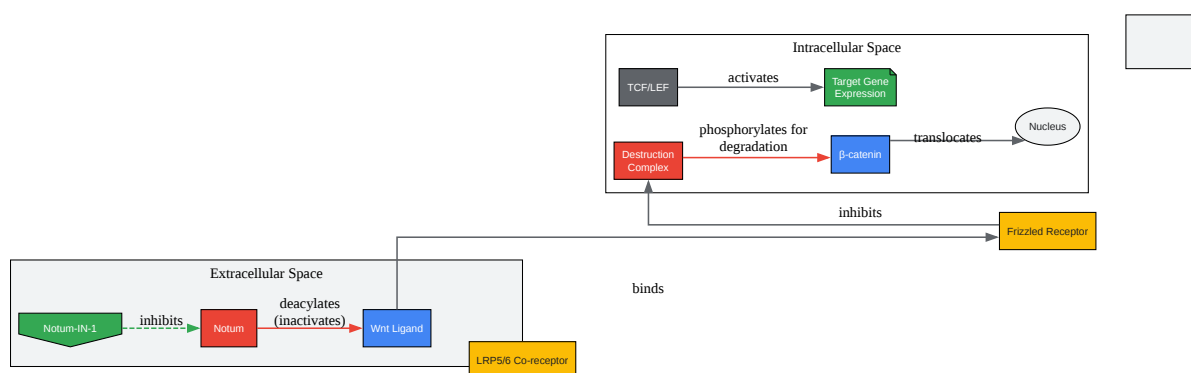 Intracellular Space
TCF/LEF
activates
Target Gene
Expression
Nucleus
phosphorylates for
degradation
translocates
Destruction
Complex
β-catenin
inhibits
Frizzled Receptor
Extracellular Space
binds
Notum-IN-1
inhibits
Notum
deacylates
(inactivates)
Wnt Ligand
LRP5/6 Co-receptor